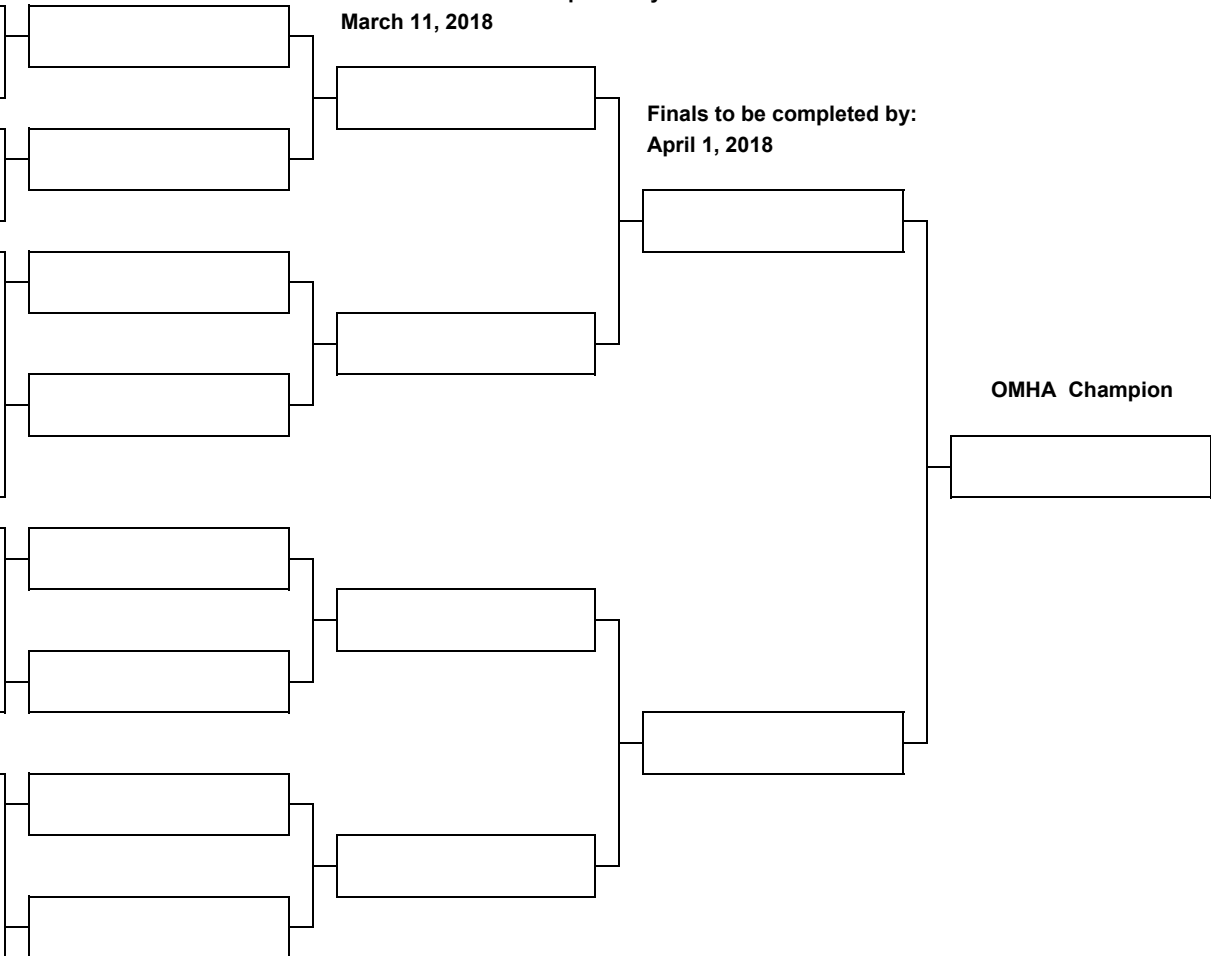 March 11, 2018
Finals to be completed by:
April 1, 2018
OMHA Champion